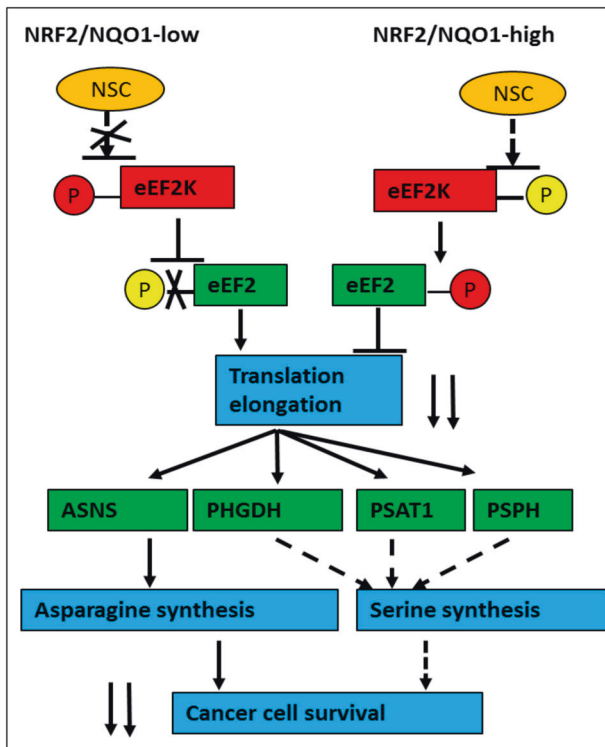 NRF2/NQO1-low NRF2/NQO1-high
NSC NSC
P eEF2K eEF2K P
P eEF2 eEF2 P
Translation
elongation
ASNS PHGDH PSAT1 PSPH
Asparagine synthesis Serine synthesis
Cancer cell survival